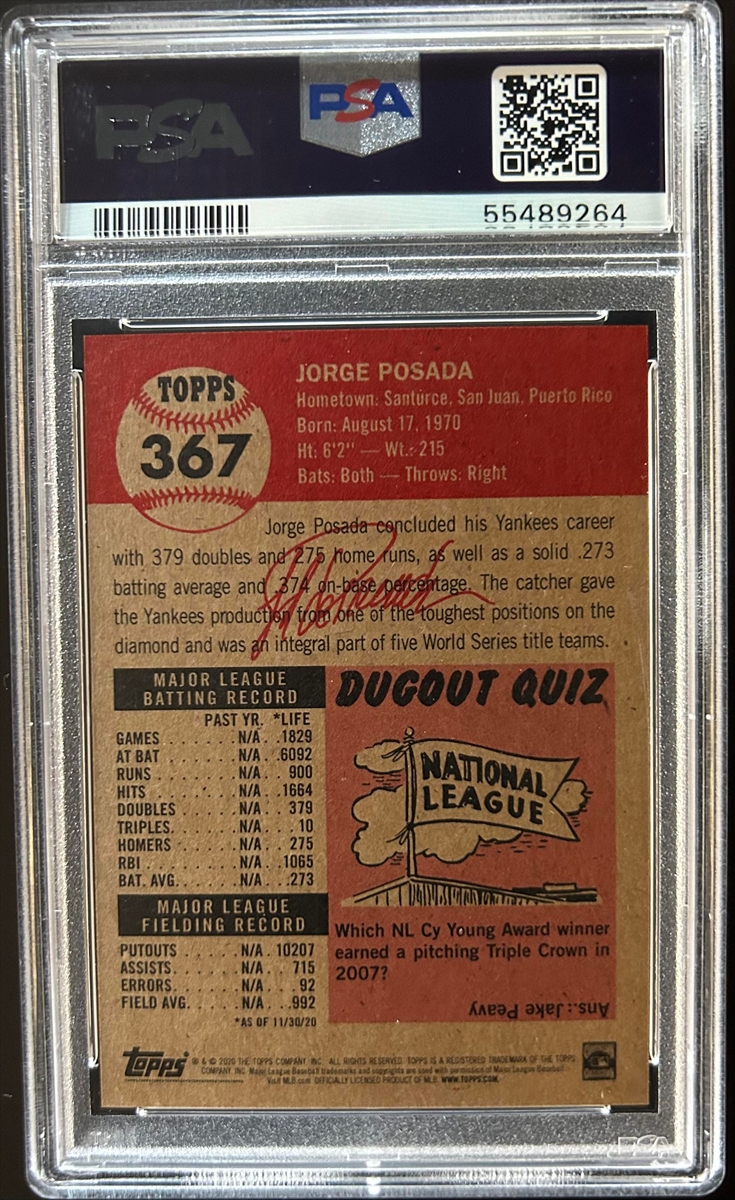 PSA
PSA
55489264
TOPPS
367
JORGE POSADA
Hometown: Santurce, San Juan, Puerto Rico
Born: August 17, 1970
Ht: 6'2" — Wt.: 215
Bats: Both — Throws: Right
Jorge Posada concluded his Yankees career
with 379 doubles and 275 home runs, as well as a solid .273
batting average and .374 on-base percentage. The catcher gave
the Yankees production from one of the toughest positions on the
diamond and was an integral part of five World Series title teams.
MAJOR LEAGUE
BATTING RECORD
PAST YR. *LIFE
GAMES . . . . . . . N/A . .1829
AT BAT . . . . . . . N/A . .6092
RUNS . . . . . . . . N/A . . . 900
HITS . . . . . . . . N/A . .1664
DOUBLES . . . . . . N/A . . . 379
TRIPLES. . . . . . . N/A . . . . 10
HOMERS . . . . . . N/A . . . 275
RBI . . . . . . . . . N/A . .1065
BAT. AVG. . . . . . . N/A . . .273
MAJOR LEAGUE
FIELDING RECORD
PUTOUTS . . . . . . N/A . 10207
ASSISTS . . . . . . N/A . . . 715
ERRORS. . . . . . . N/A . . . . 92
FIELD AVG. . . . . . N/A . . .992
*AS OF 11/30/20
DUGOUT QUIZ
NATIONAL
LEAGUE
Which NL Cy Young Award winner
earned a pitching Triple Crown in
2007?
Ans.: Jake Peavy
topps
® & © 2020 THE TOPPS COMPANY, INC. ALL RIGHTS RESERVED. TOPPS IS A REGISTERED TRADEMARK OF THE TOPPS
COMPANY, INC. Major League Baseball trademarks and copyrights are used with permission of Major League Baseball.
Visit MLB.com. OFFICIALLY LICENSED PRODUCT OF MLB. WWW.TOPPS.COM.
PSA